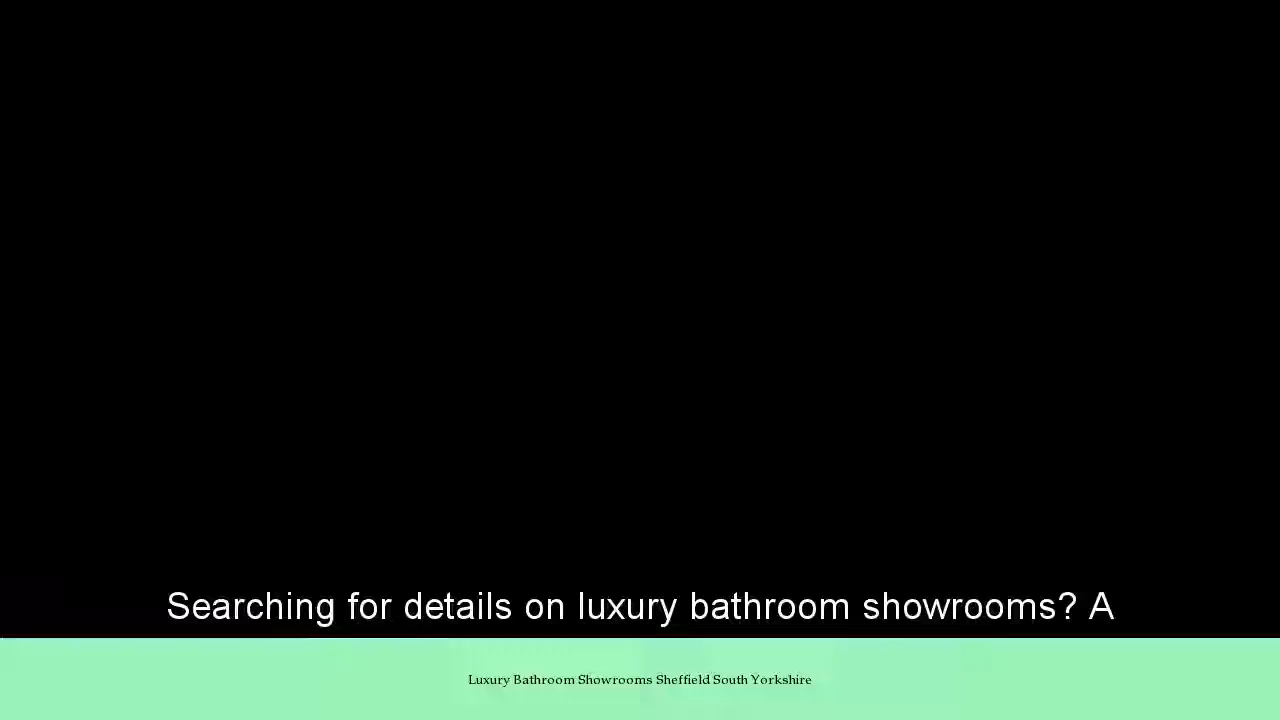 Searching for details on luxury bathroom showrooms? A
Luxury Bathroom Showrooms Sheffield South Yorkshire